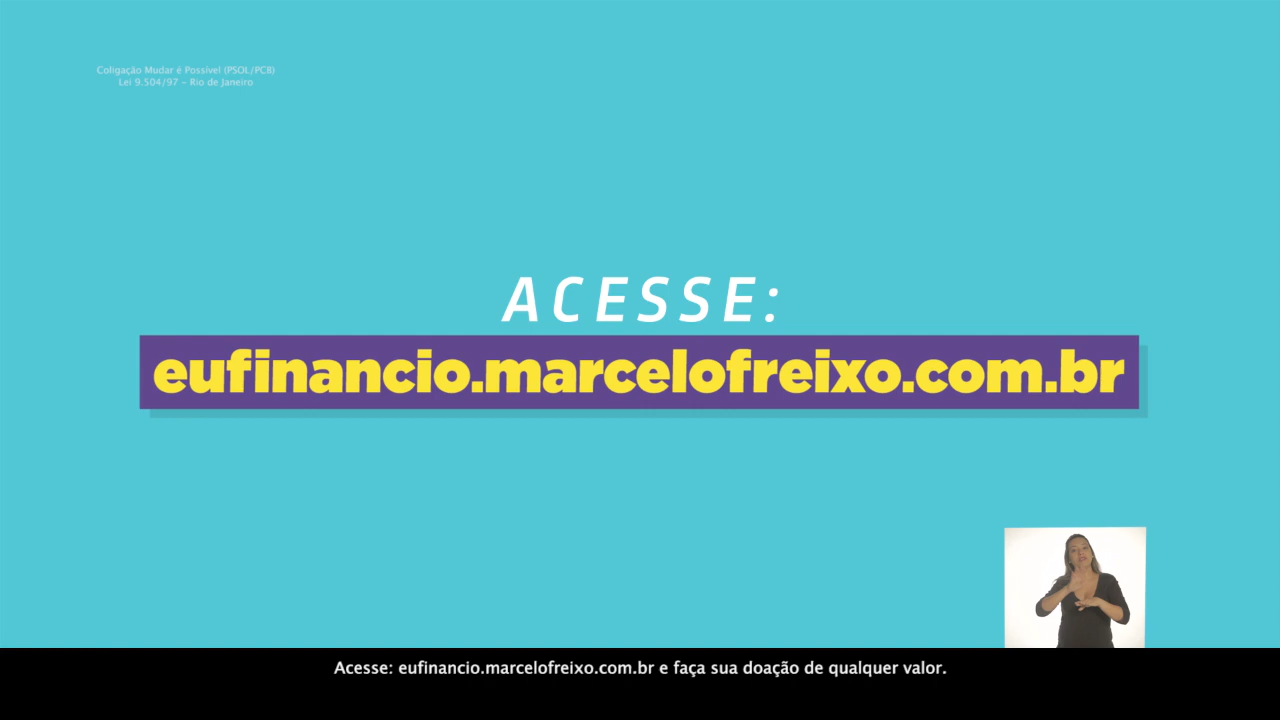 Coligação Mudar é Possível (PSOL/PCB)
Lei 9.504/97 - Rio de Janeiro
ACESSE:
eufinancio.marcelofreixo.com.br
Acesse: eufinancio.marcelofreixo.com.br e faça sua doação de qualquer valor.